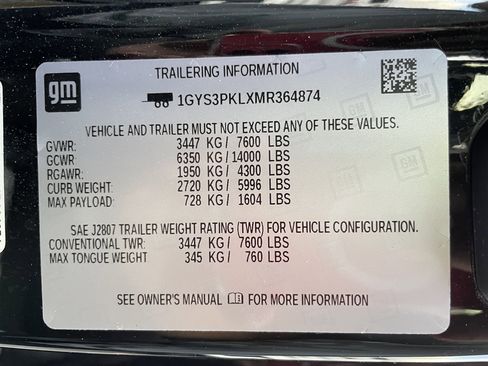 gm
TRAILERING INFORMATION
1GYS3PKLXMR364874
VEHICLE AND TRAILER MUST NOT EXCEED ANY OF THESE VALUES.
GVWR: 3447 KG/ 7600 LBS
GCWR: 6350 KG/ 14000 LBS
RGAWR: 1950 KG/ 4300 LBS
CURB WEIGHT: 2720 KG/ 5996 LBS
MAX PAYLOAD: 728 KG/ 1604 LBS
SAE J2807 TRAILER WEIGHT RATING (TWR) FOR VEHICLE CONFIGURATION.
CONVENTIONAL TWR: 3447 KG/ 7600 LBS
MAX TONGUE WEIGHT 345 KG/ 760 LBS
SEE OWNER'S MANUAL FOR MORE INFORMATION